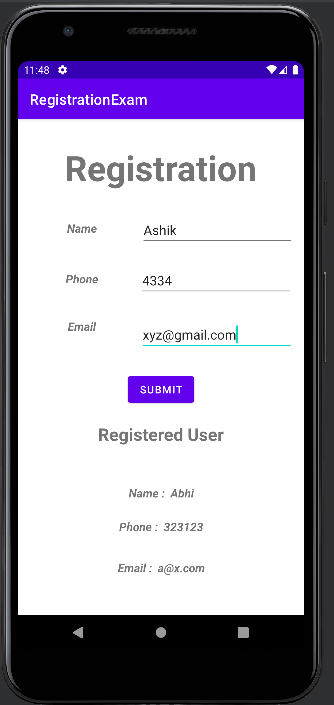 11:48
RegistrationExam
Registration
Name Ashik
Phone 4334
Email xyz@gmail.com
SUBMIT
Registered User
Name : Abhi
Phone : 323123
Email : a@x.com